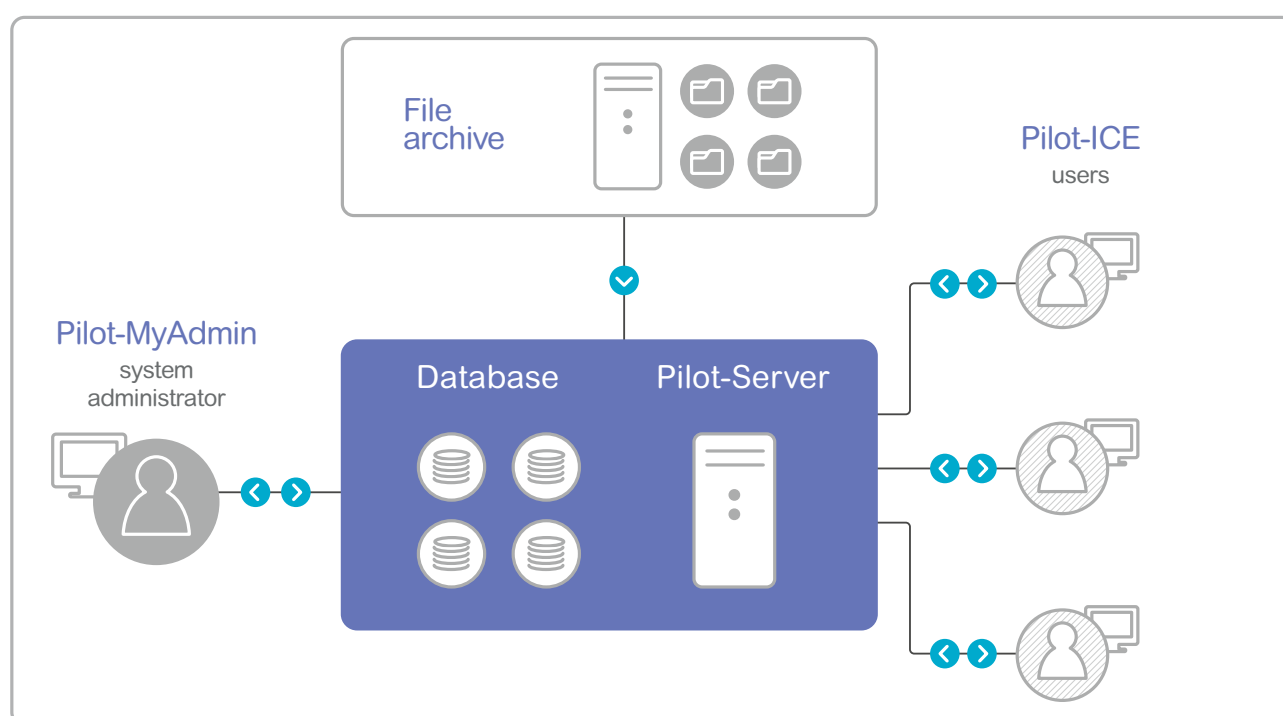 File
archive
Pilot-ICE
users
Pilot-MyAdmin
system
administrator
Database
Pilot-Server